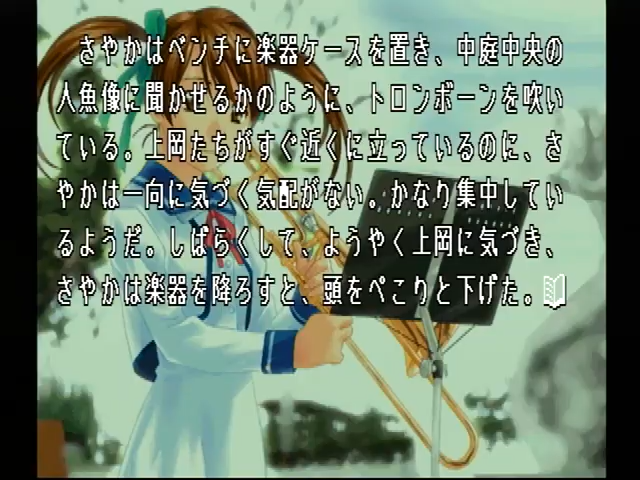 さやかはベンチに楽器ケースを置き、中庭中央の
人魚像に聞かせるかのように、トロンボーンを吹い
ている。上岡たちがすぐ近くに立っているのに、さ
やかは一向に気づく気配がない。かなり集中してい
るようだ。しばらくして、ようやく上岡に気づき、
さやかは楽器を降ろすと、頭をぺこりと下げた。